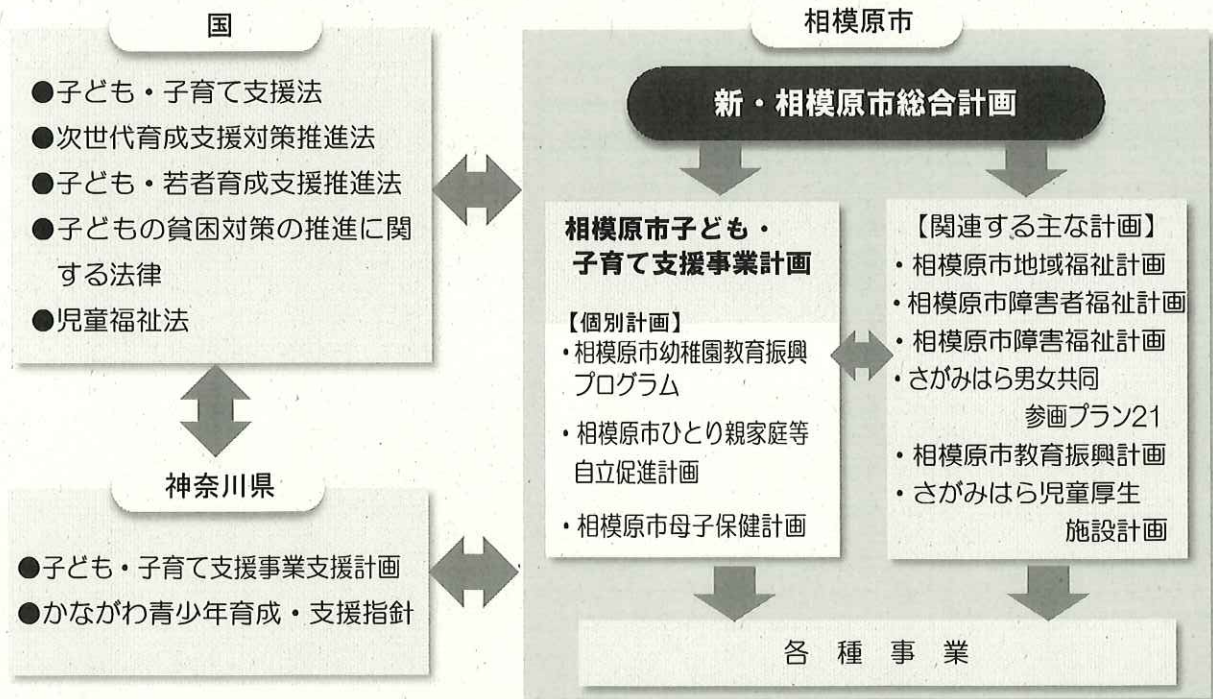 国
●子ども・子育て支援法
●次世代育成支援対策推進法
●子ども・若者育成支援推進法
●子どもの貧困対策の推進に関
する法律
●児童福祉法
神奈川県
●子ども・子育て支援事業支援計画
●かながわ青少年育成・支援指針
相模原市
新・相模原市総合計画
相模原市子ども・
子育て支援事業計画
【個別計画】
・相模原市幼稚園教育振興
プログラム
・相模原市ひとり親家庭等
自立促進計画
・相模原市母子保健計画
【関連する主な計画】
・相模原市地域福祉計画
・相模原市障害者福祉計画
・相模原市障害福祉計画
・さがみはら男女共同
参画プラン21
・相模原市教育振興計画
・さがみはら児童厚生
施設計画
各種事業